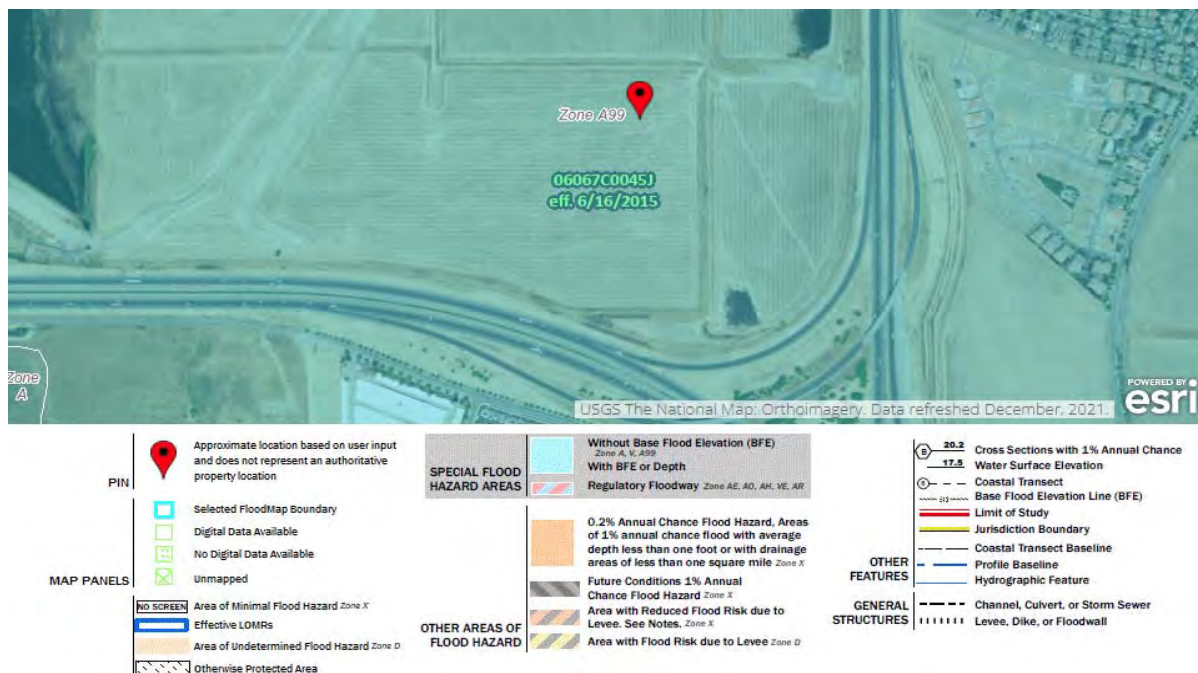 Zone A99
06067C0045J
eff. 6/16/2015
Zone
A
POWERED BY
esri
USGS The National Map: Orthoimagery. Data refreshed December, 2021.
PIN
Approximate location based on user input
and does not represent an authoritative
property location
MAP PANELS
Selected FloodMap Boundary
Digital Data Available
No Digital Data Available
Unmapped
NO SCREEN Area of Minimal Flood Hazard Zone X
Effective LOMRs
Area of Undetermined Flood Hazard Zone D
Otherwise Protected Area
SPECIAL FLOOD
HAZARD AREAS
Without Base Flood Elevation (BFE)
Zone A, V, A99
With BFE or Depth
Regulatory Floodway Zone AE, AO, AH, VE, AR
OTHER AREAS OF
FLOOD HAZARD
0.2% Annual Chance Flood Hazard, Areas
of 1% annual chance flood with average
depth less than one foot or with drainage
areas of less than one square mile Zone X
Future Conditions 1% Annual
Chance Flood Hazard Zone X
Area with Reduced Flood Risk due to
Levee. See Notes. Zone X
Area with Flood Risk due to Levee Zone D
OTHER
FEATURES
B 20.2 Cross Sections with 1% Annual Chance
17.5 Water Surface Elevation
Coastal Transect
Base Flood Elevation Line (BFE)
Limit of Study
Jurisdiction Boundary
Coastal Transect Baseline
Profile Baseline
Hydrographic Feature
GENERAL
STRUCTURES
Channel, Culvert, or Storm Sewer
Levee, Dike, or Floodwall